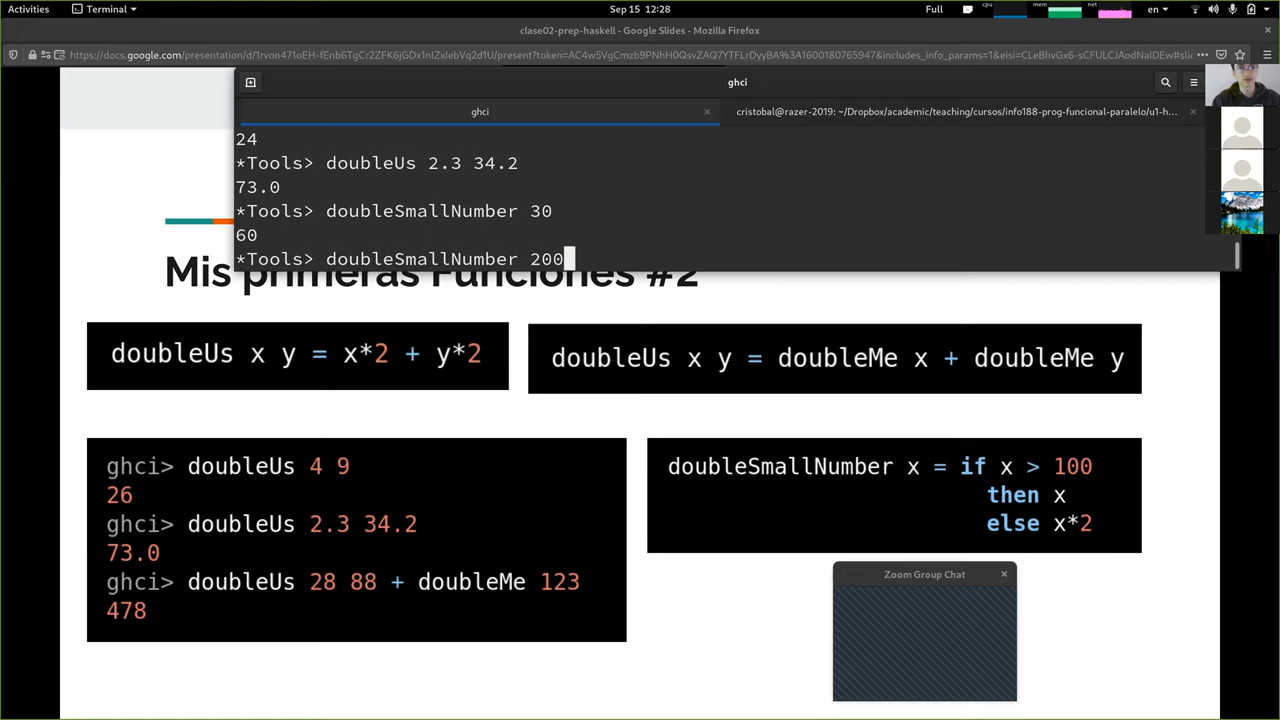 Activities
Terminal
Sep 15 12:28
Full
cpu
mem
net
en
clase02-prep-haskell - Google Slides - Mozilla Firefox
ghci
ghci
cristobal@razer-2019: ~/Dropbox/academic/teaching/cursos/info188-prog-funcional-paralelo/u1-h...
24
*Tools> doubleUs 2.3 34.2
73.0
*Tools> doubleSmallNumber 30
60
*Tools> doubleSmallNumber 200
Mis primeras Funciones #2
doubleUs x y = x*2 + y*2
doubleUs x y = doubleMe x + doubleMe y
ghci> doubleUs 4 9
26
ghci> doubleUs 2.3 34.2
73.0
ghci> doubleUs 28 88 + doubleMe 123
478
doubleSmallNumber x = if x > 100
then x
else x*2
Zoom Group Chat